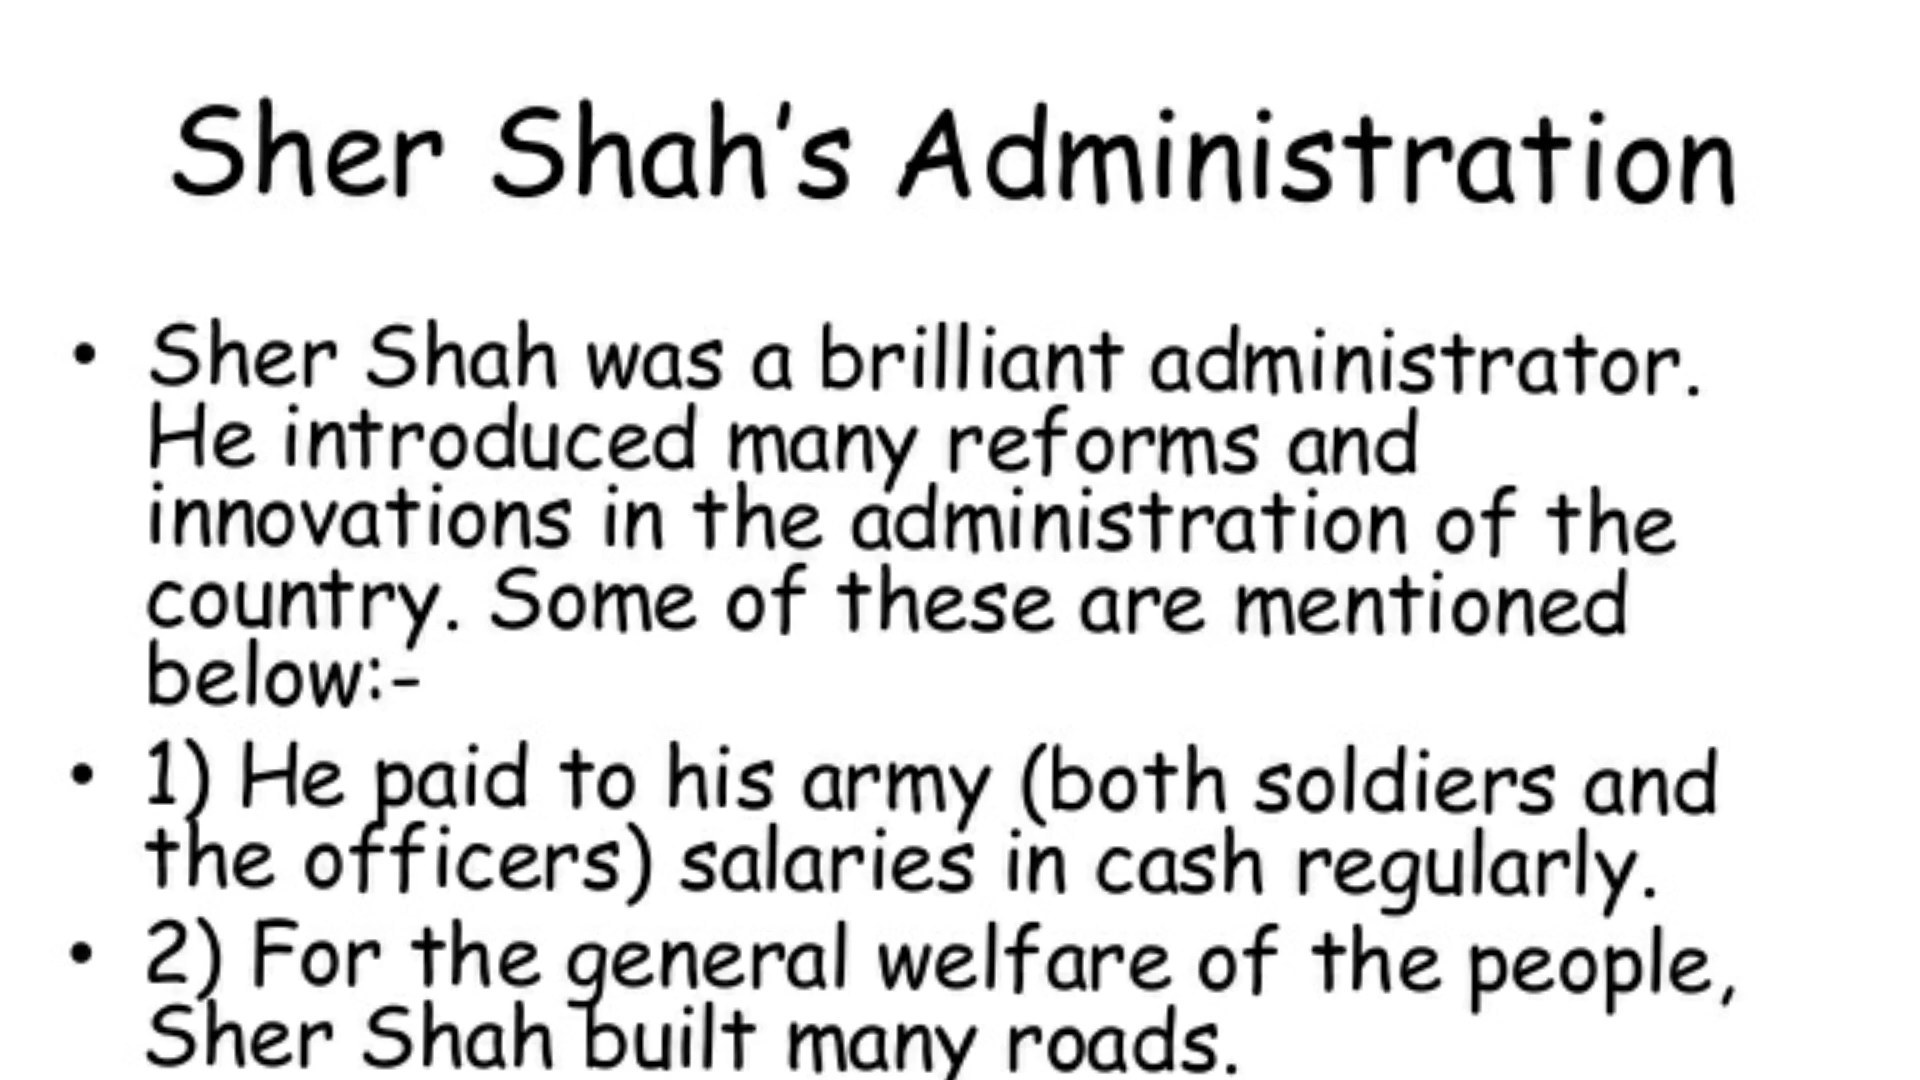 Sher Shah's Administration
• Sher Shah was a brilliant administrator.
He introduced many reforms and
innovations in the administration of the
country. Some of these are mentioned
below:-
• 1) He paid to his army (both soldiers and
the officers) salaries in cash regularly.
• 2) For the general welfare of the people,
Sher Shah built many roads.